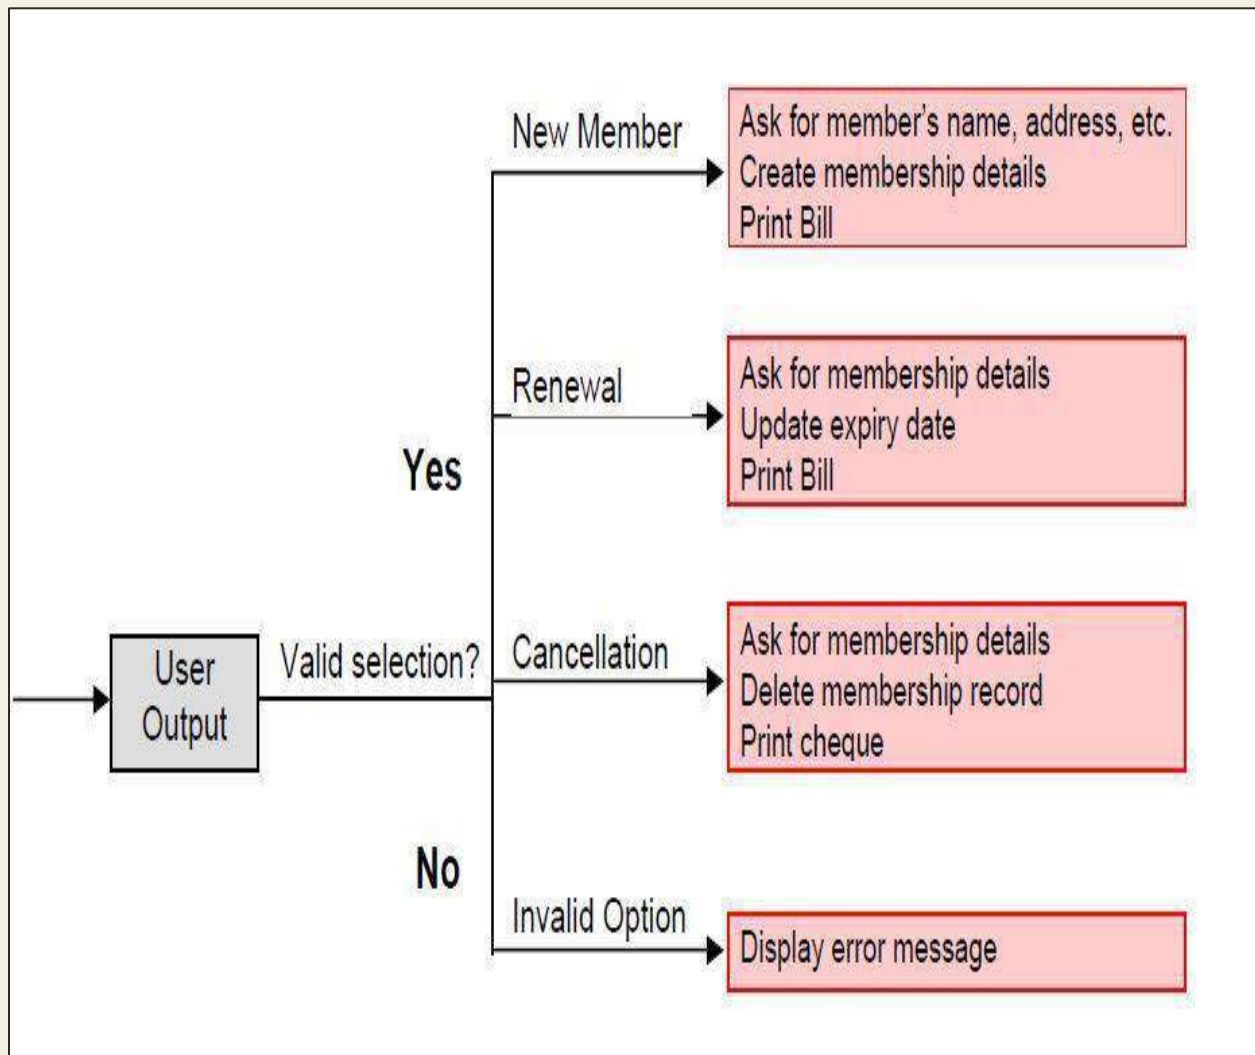 New Member
Ask for member's name, address, etc.
Create membership details
Print Bill
Renewal
Ask for membership details
Update expiry date
Print Bill
Yes
User
Output
Valid selection?
Cancellation
Ask for membership details
Delete membership record
Print cheque
No
Invalid Option
Display error message